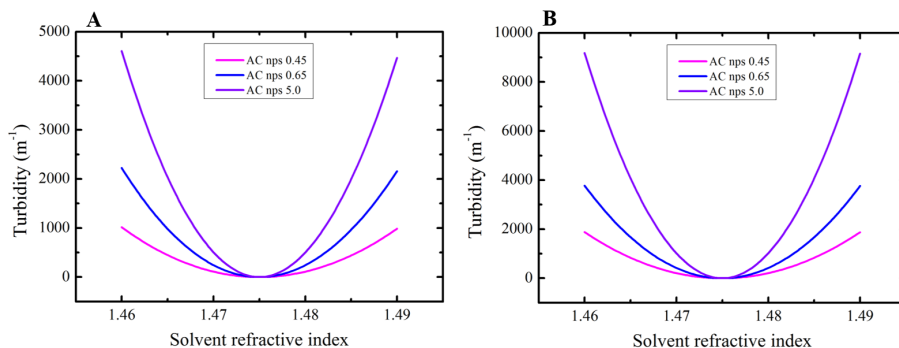 A
5000
4000
3000
2000
1000
0
Turbidity (m⁻¹)
AC nps 0.45
AC nps 0.65
AC nps 5.0
1.46 1.47 1.48 1.49
Solvent refractive index
B
10000
8000
6000
4000
2000
0
Turbidity (m⁻¹)
AC nps 0.45
AC nps 0.65
AC nps 5.0
1.46 1.47 1.48 1.49
Solvent refractive index